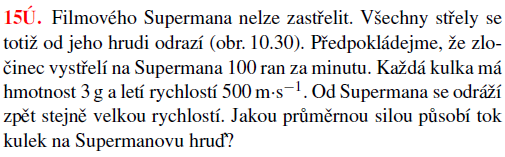 15Ú. Filmového Supermana nelze zastřelit. Všechny střely se
totiž od jeho hrudi odrazí (obr. 10.30). Předpokládejme, že zlo-
činec vystřelí na Supermana 100 ran za minutu. Každá kulka má
hmotnost 3 g a letí rychlostí 500 m·s⁻¹. Od Supermana se odráží
zpět stejně velkou rychlostí. Jakou průměrnou silou působí tok
kulek na Supermanovu hruď?